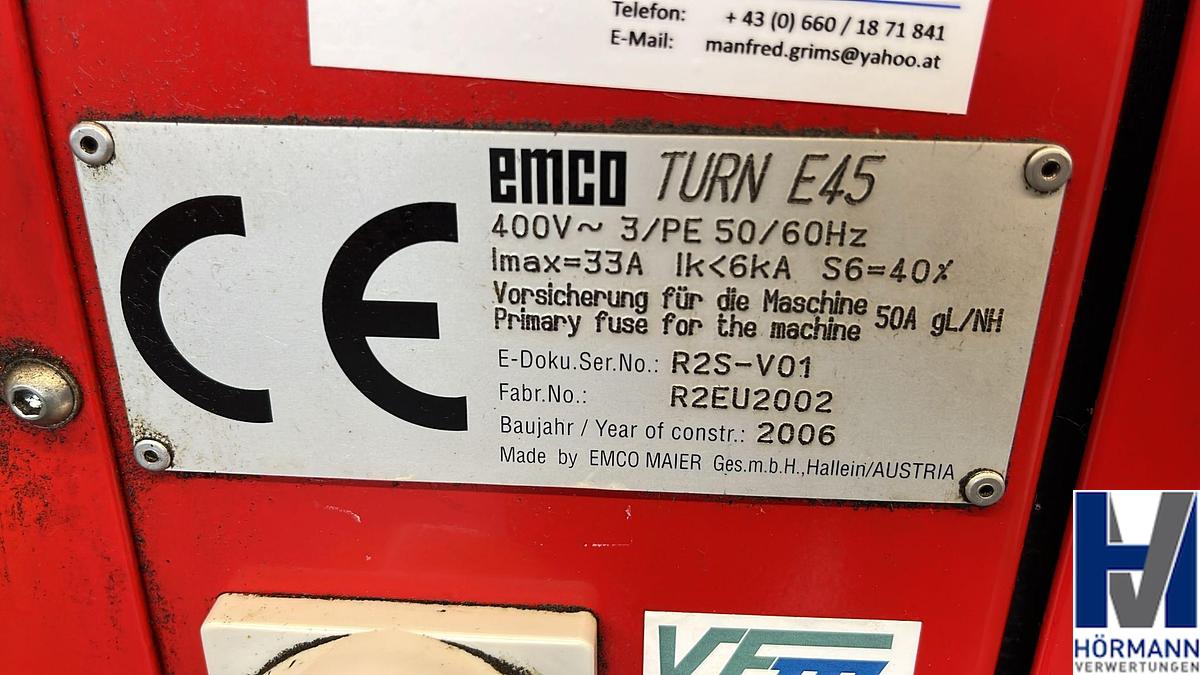 Telefon: + 43 (0) 660 / 18 71 841
E-Mail: manfred.grims@yahoo.at
CE
emco TURN E45
400V~ 3/PE 50/60Hz
Imax=33A Ik<6kA S6=40%
Vorsicherung für die Maschine
Primary fuse for the machine
50A gL/NH
E-Doku.Ser.No.: R2S-V01
Fabr.No.: R2EU2002
Baujahr / Year of constr.: 2006
Made by EMCO MAIER Ges.m.b.H.,Hallein/AUSTRIA
HV
HÖRMANN
VERWERTUNGEN